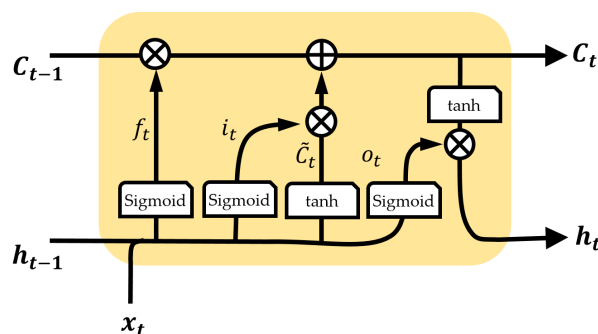 C_{t-1}
C_t
tanh
f_t
i_t
C̃_t
o_t
Sigmoid
Sigmoid
tanh
Sigmoid
h_{t-1}
h_t
x_t